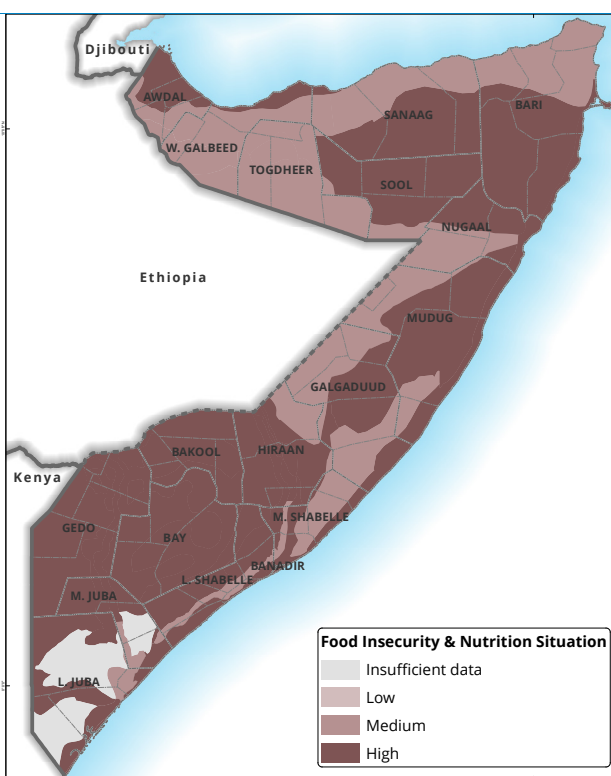 Djibouti
AWDAL
SANAAG
BARI
W. GALBEED
TOGDHEER
SOOL
NUGAAL
Ethiopia
MUDUG
GALGADUUD
BAKOOL
HIRAAN
Kenya
GEDO
BAY
M. SHABELLE
BANADIR
L. SHABELLE
M. JUBA
L. JUBA
Food Insecurity & Nutrition Situation
Insufficient data
Low
Medium
High